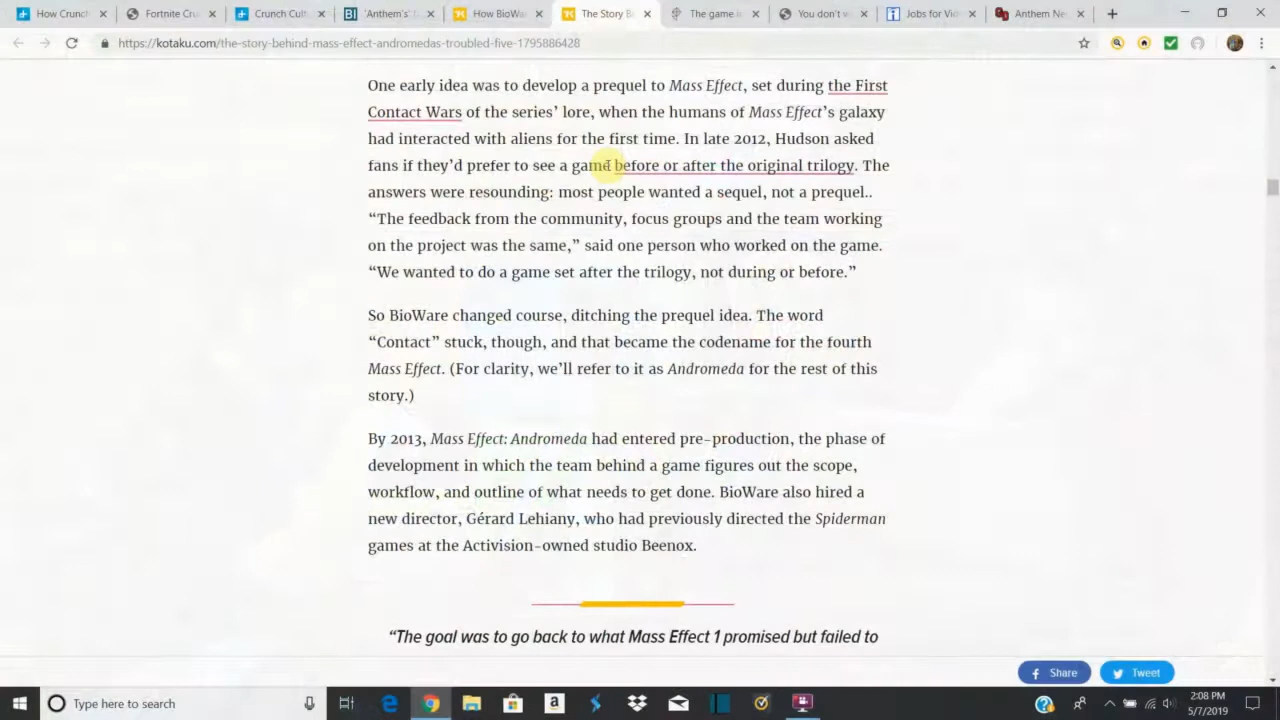 How Crunch
Fortnite Cru
Crunch Cult
'Anthem's'
How BioWa
The Story B
The game i
You don't v
Jobs for Vi
Anthem Ne
https://kotaku.com/the-story-behind-mass-effect-andromedas-troubled-five-1795886428
One early idea was to develop a prequel to Mass Effect, set during the First
Contact Wars of the series’ lore, when the humans of Mass Effect’s galaxy
had interacted with aliens for the first time. In late 2012, Hudson asked
fans if they’d prefer to see a game before or after the original trilogy. The
answers were resounding: most people wanted a sequel, not a prequel..
“The feedback from the community, focus groups and the team working
on the project was the same,” said one person who worked on the game.
“We wanted to do a game set after the trilogy, not during or before.”
So BioWare changed course, ditching the prequel idea. The word
“Contact” stuck, though, and that became the codename for the fourth
Mass Effect. (For clarity, we’ll refer to it as Andromeda for the rest of this
story.)
By 2013, Mass Effect: Andromeda had entered pre-production, the phase of
development in which the team behind a game figures out the scope,
workflow, and outline of what needs to get done. BioWare also hired a
new director, Gérard Lehiany, who had previously directed the Spiderman
games at the Activision-owned studio Beenox.
“The goal was to go back to what Mass Effect 1 promised but failed to
Share
Tweet
Type here to search
2:08 PM
5/7/2019